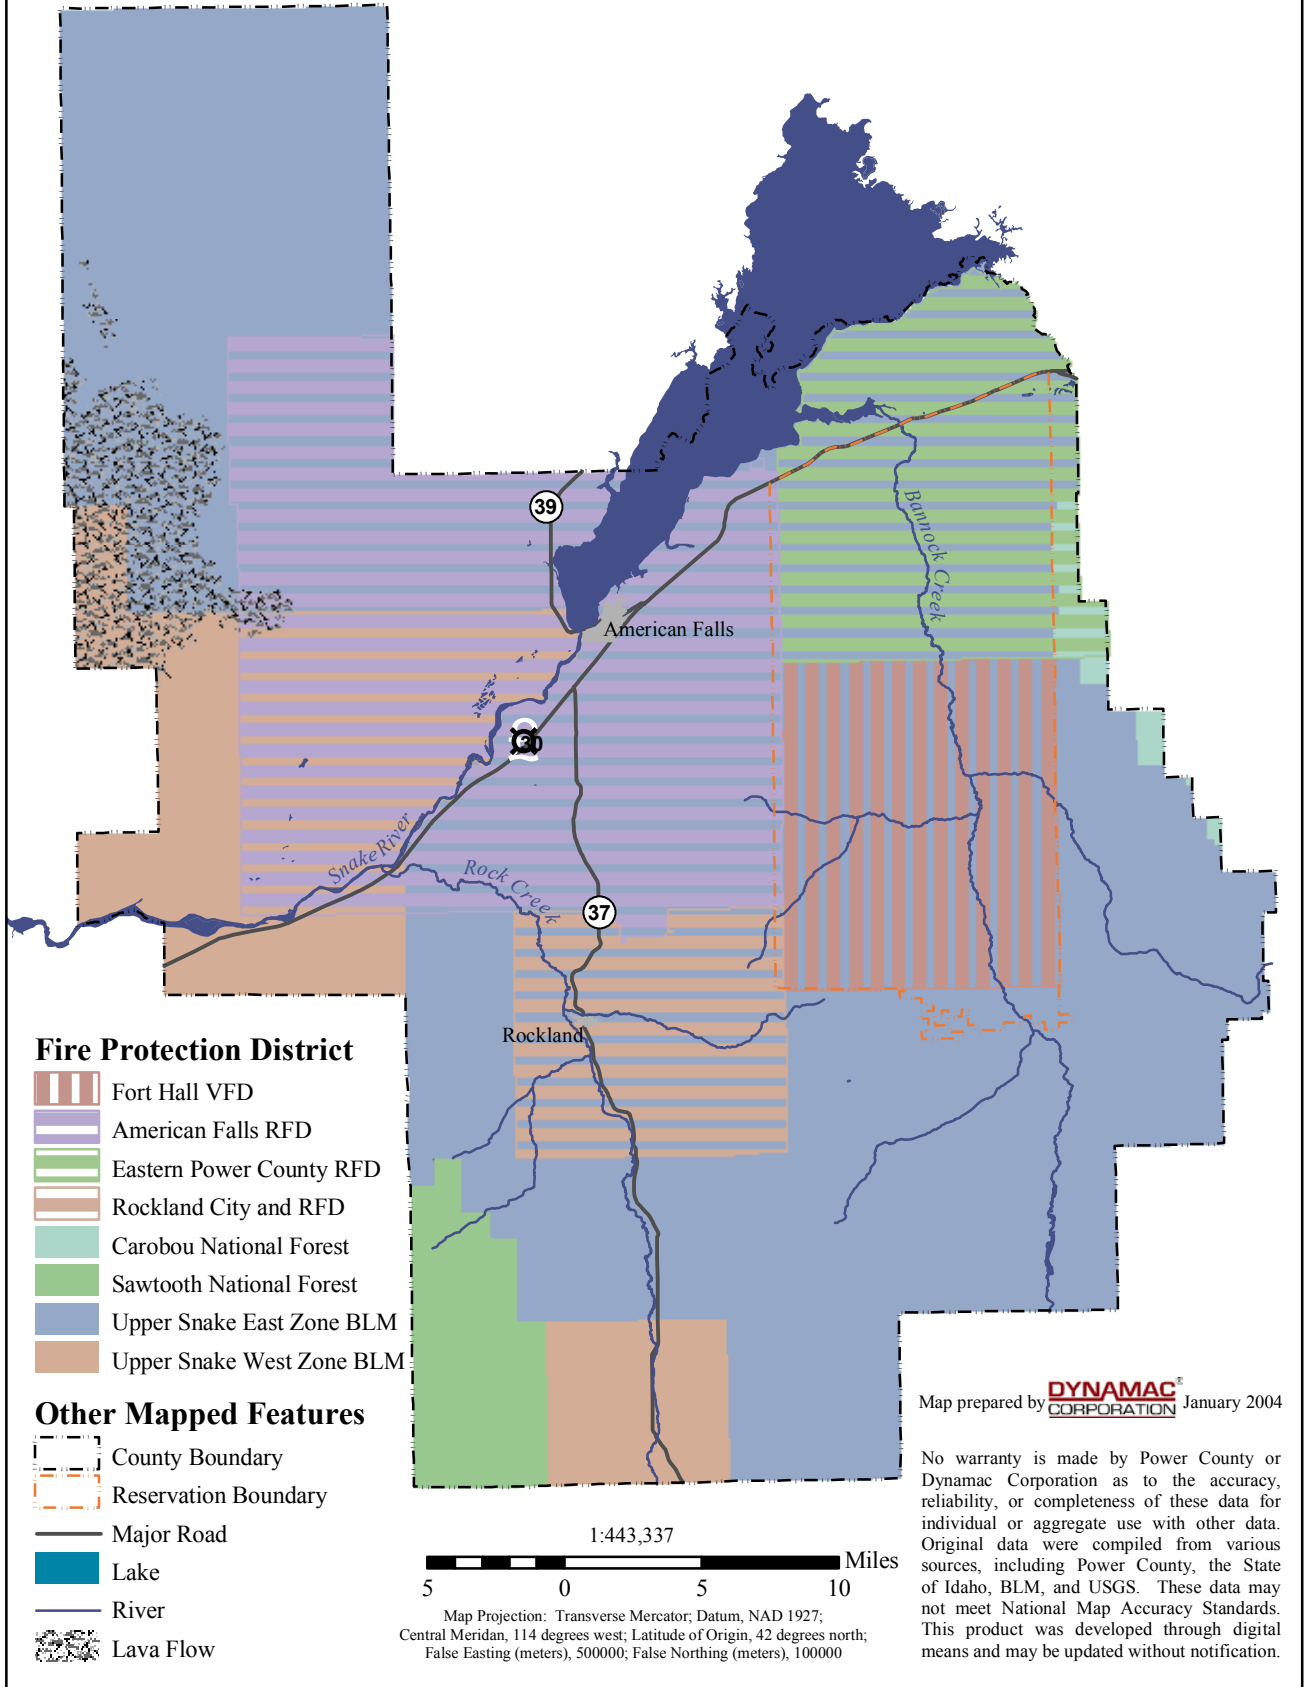 39
Bannock Creek
American Falls
30
Snake River
Rock Creek
37
Rockland
Fire Protection District
Fort Hall VFD
American Falls RFD
Eastern Power County RFD
Rockland City and RFD
Carobou National Forest
Sawtooth National Forest
Upper Snake East Zone BLM
Upper Snake West Zone BLM
Other Mapped Features
County Boundary
Reservation Boundary
Major Road
Lake
River
Lava Flow
1:443,337
Miles
5 0 5 10
Map Projection: Transverse Mercator; Datum, NAD 1927;
Central Meridan, 114 degrees west; Latitude of Origin, 42 degrees north;
False Easting (meters), 500000; False Northing (meters), 100000
Map prepared by DYNAMAC CORPORATION ® January 2004
No warranty is made by Power County or
Dynamac Corporation as to the accuracy,
reliability, or completeness of these data for
individual or aggregate use with other data.
Original data were compiled from various
sources, including Power County, the State
of Idaho, BLM, and USGS. These data may
not meet National Map Accuracy Standards.
This product was developed through digital
means and may be updated without notification.